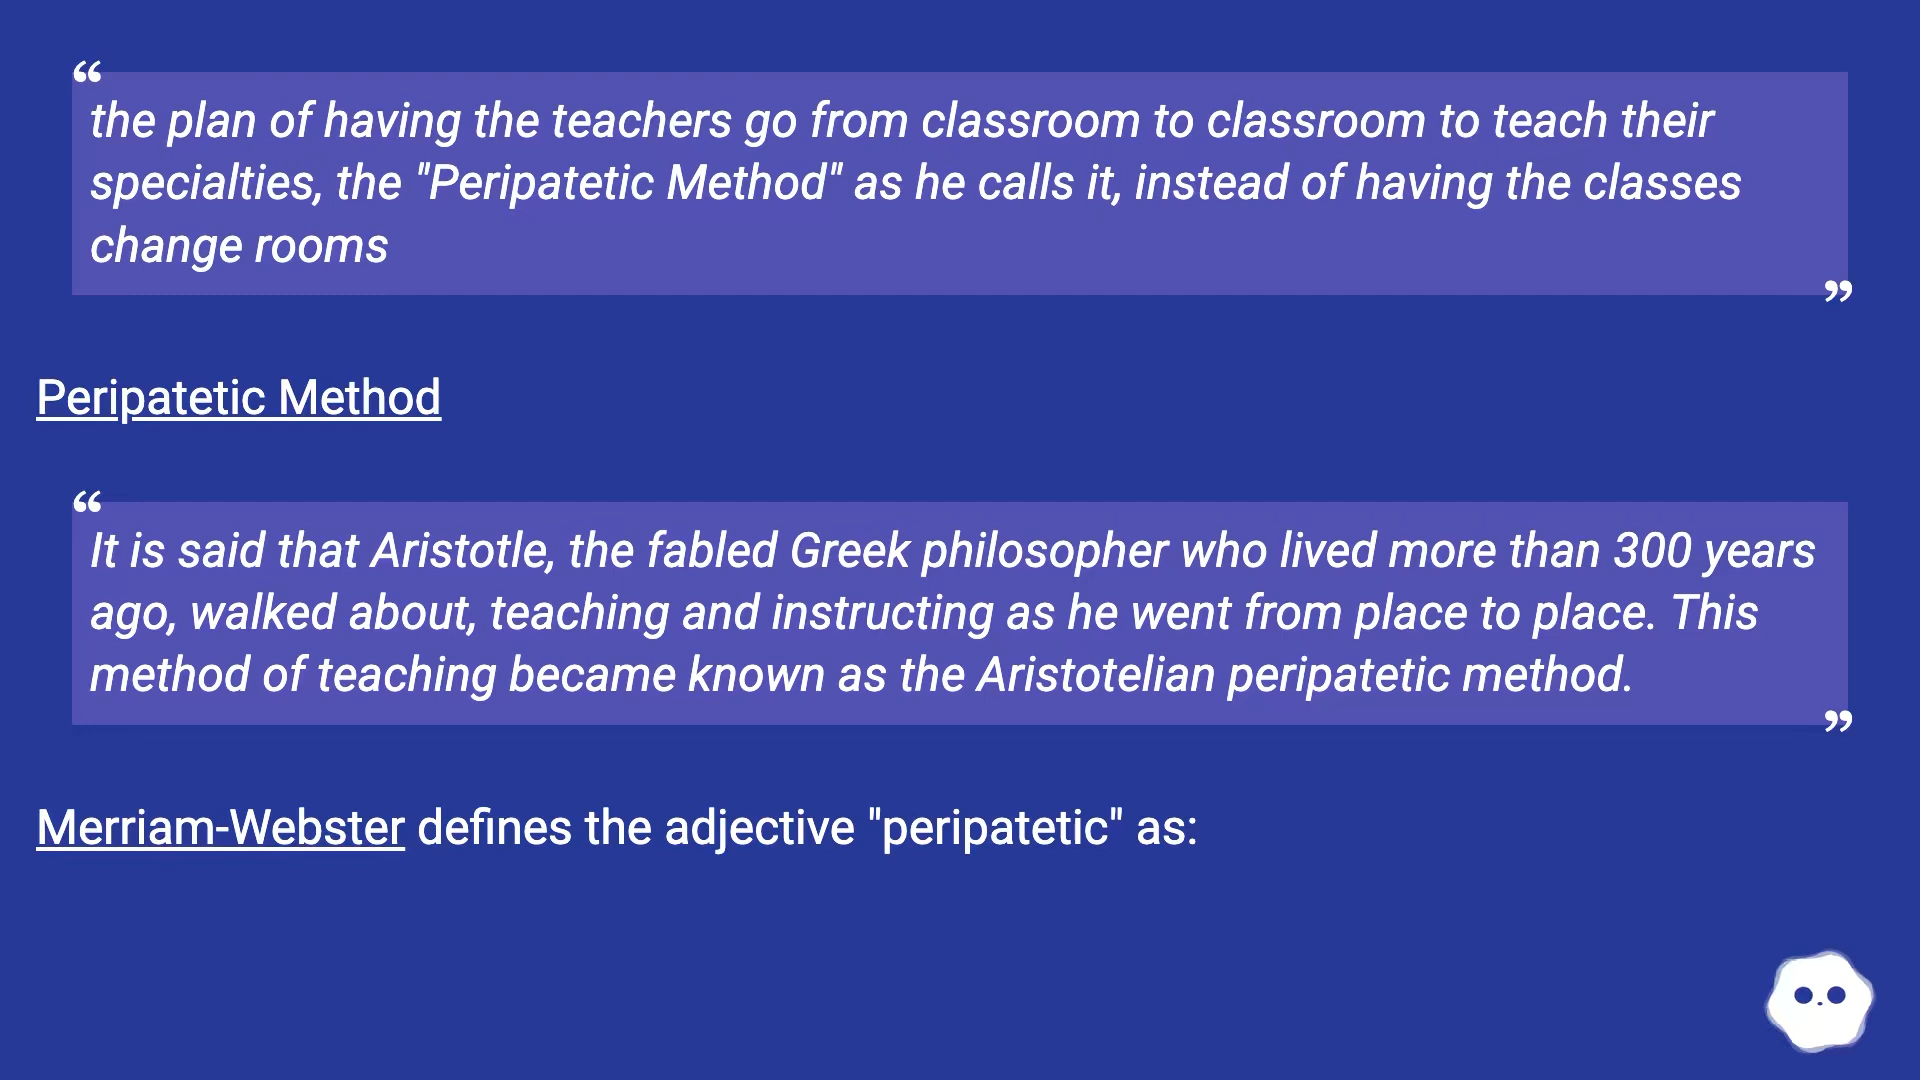 “
the plan of having the teachers go from classroom to classroom to teach their
specialties, the "Peripatetic Method" as he calls it, instead of having the classes
change rooms
”
Peripatetic Method
“
It is said that Aristotle, the fabled Greek philosopher who lived more than 300 years
ago, walked about, teaching and instructing as he went from place to place. This
method of teaching became known as the Aristotelian peripatetic method.
”
Merriam-Webster defines the adjective "peripatetic" as: